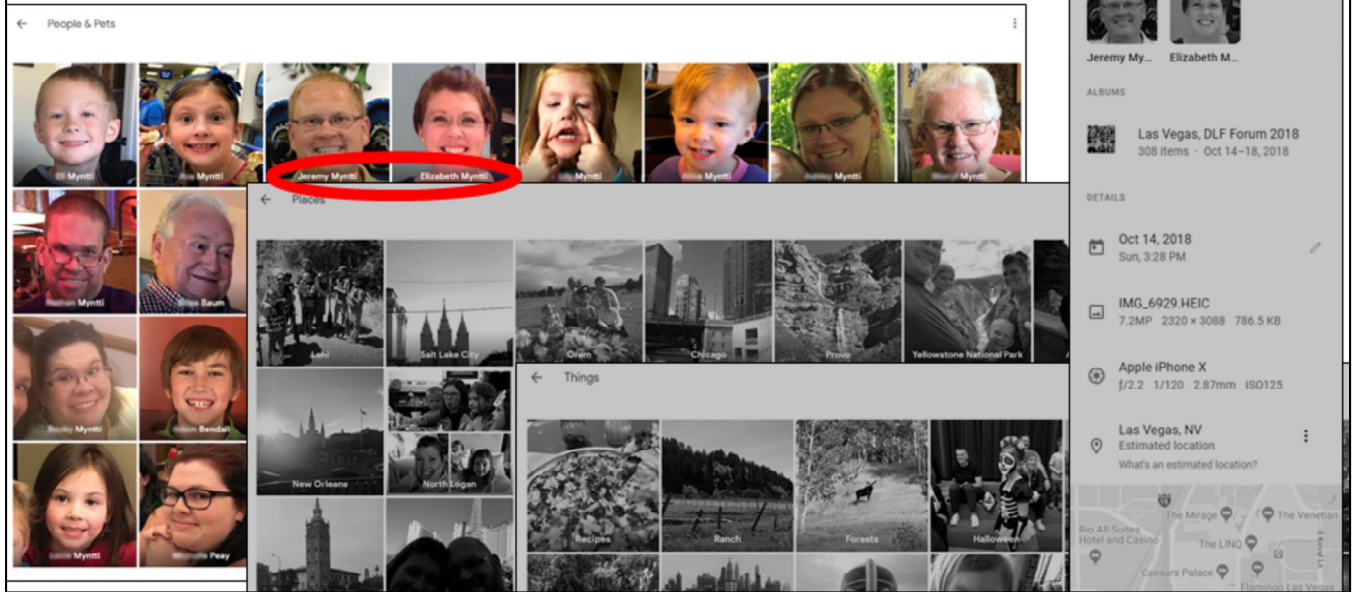 People & Pets
Myntti
Myntti
Jeremy Myntti
Elizabeth Myntti
Myntti
Myntti
Myntti
Myntti
Myntti
Baum
Myntti
Bendall
Myntti
Peay
Places
Lehi
Salt Lake City
Orem
Chicago
Provo
Yellowstone National Park
New Orleans
North Logan
Things
Recipes
Ranch
Forests
Halloween
Jeremy My...
Elizabeth M...
ALBUMS
Las Vegas, DLF Forum 2018
308 items · Oct 14–18, 2018
DETAILS
Oct 14, 2018
Sun, 3:28 PM
IMG_6929.HEIC
7.2MP 2320 × 3088 786.5 KB
Apple iPhone X
ƒ/2.2 1/120 2.87mm ISO125
Las Vegas, NV
Estimated location
What's an estimated location?
15
The Mirage
The Venetian
Rio All-Suites
Hotel and Casino
The LINQ
Caesars Palace
Flamingo Las Vegas